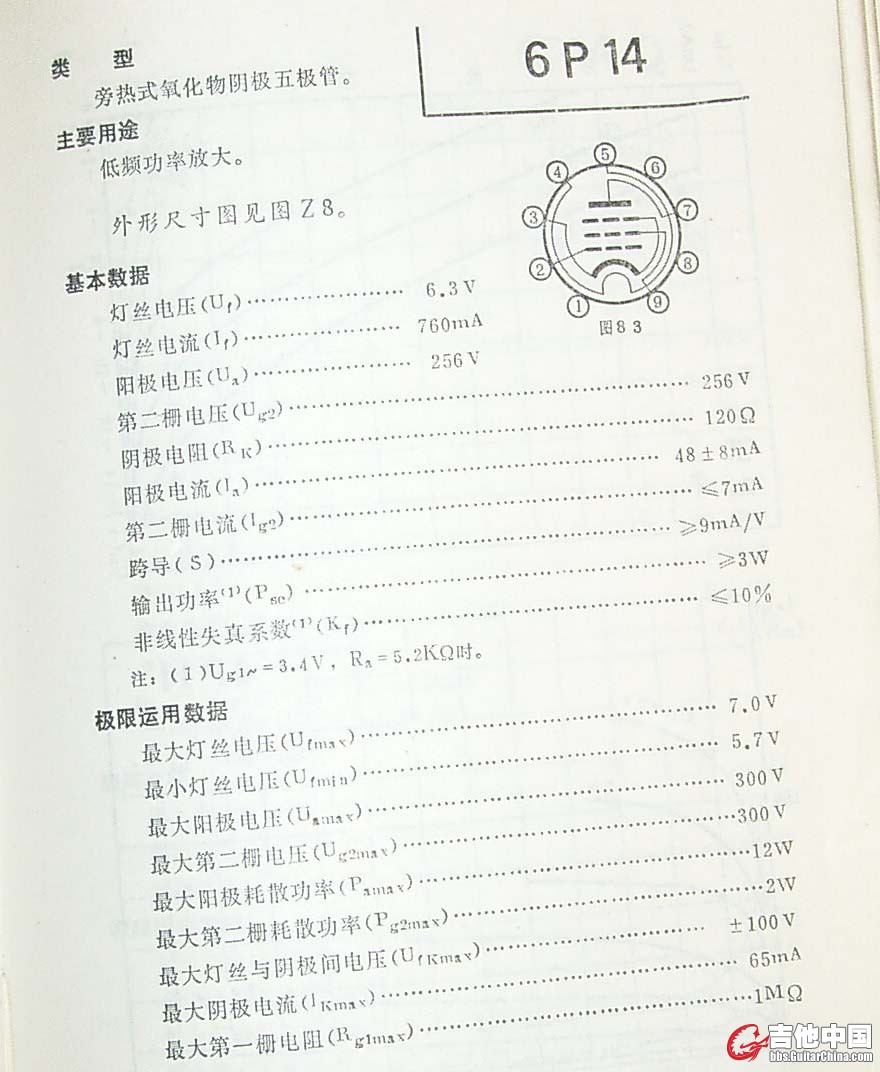 6P14
类 型
旁热式氧化物阴极五极管。
主要用途
低频功率放大。
外形尺寸图见图Z8。
① ② ③ ④ ⑤ ⑥ ⑦ ⑧ ⑨
图83
基本数据
灯丝电压(Uf)………………… 6.3V
灯丝电流(If)………………… 760mA
阳极电压(Ua)………………… 256V
第二栅电压(Ug2)………………………………………… 256V
阴极电阻(RK)………………………………………… 120Ω
阳极电流(Ia)………………………………………… 48±8mA
第二栅电流(Ig2)………………………………………… ≤7mA
跨导(S)………………………………………… ≥9mA/V
输出功率(1)(Psc)………………………………………… ≥3W
非线性失真系数(1)(Kf)………………………………………… ≤10%
注:(1)Ug1~=3.4V,Ra=5.2KΩ时。
极限运用数据
最大灯丝电压(Ufmax)………………………………………… 7.0V
最小灯丝电压(Ufmin)………………………………………… 5.7V
最大阳极电压(Uamax)………………………………………… 300V
最大第二栅电压(Ug2max)…………………………………………300V
最大阳极耗散功率(Pamax)…………………………………………12W
最大第二栅耗散功率(Pg2max)…………………………………………2W
最大灯丝与阴极间电压(UfKmax)………………………… ±100V
最大阴极电流(IKmax)………………………………………… 65mA
最大第一栅电阻(Rg1max)…………………………………………1MΩ
吉他中国
bbs.GuitarChina.com